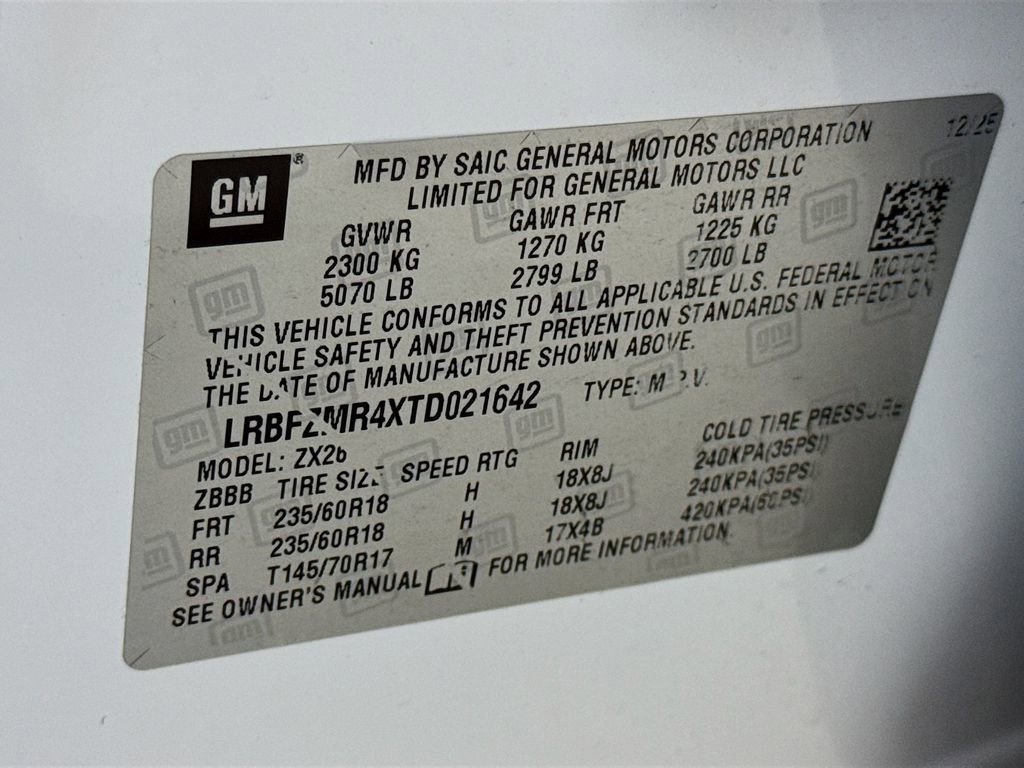 GM
®
MFD BY SAIC GENERAL MOTORS CORPORATION
12/25
LIMITED FOR GENERAL MOTORS LLC
GVWR GAWR FRT GAWR RR
2300 KG 1270 KG 1225 KG
5070 LB 2799 LB 2700 LB
THIS VEHICLE CONFORMS TO ALL APPLICABLE U.S. FEDERAL MOTOR
VEHICLE SAFETY AND THEFT PREVENTION STANDARDS IN EFFECT ON
THE DATE OF MANUFACTURE SHOWN ABOVE.
LRBFZMR4XTD021642 TYPE: M.P.V.
MODEL: ZX26
ZBBB TIRE SIZE SPEED RTG RIM COLD TIRE PRESSURE
FRT 235/60R18 H 18X8J 240KPA(35PSI)
RR 235/60R18 H 18X8J 240KPA(35PSI)
SPA T145/70R17 M 17X4B 420KPA(60PSI)
SEE OWNER'S MANUAL FOR MORE INFORMATION.